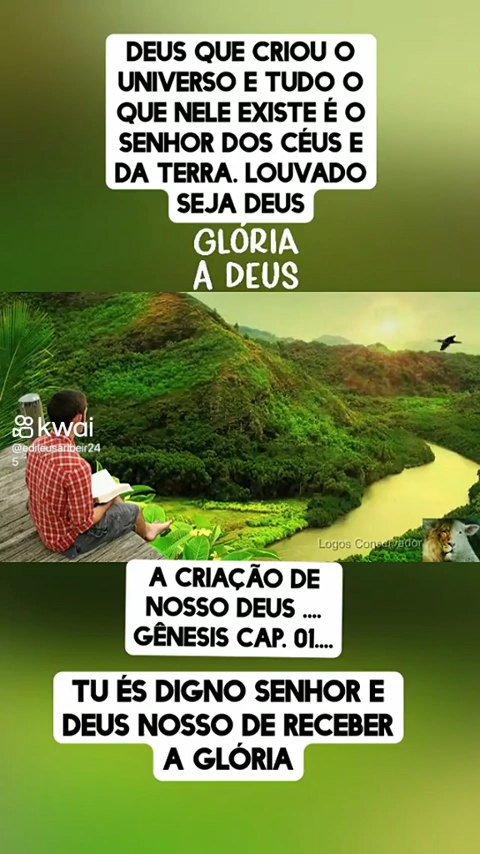 DEUS QUE CRIOU O
UNIVERSO E TUDO O
QUE NELE EXISTE É O
SENHOR DOS CÉUS E
DA TERRA. LOUVADO
SEJA DEUS
GLÓRIA
A DEUS
kwai
Logos Conservador
A CRIAÇÃO DE
NOSSO DEUS ....
GÊNESIS CAP. 01....
TU ÉS DIGNO SENHOR E
DEUS NOSSO DE RECEBER
A GLÓRIA